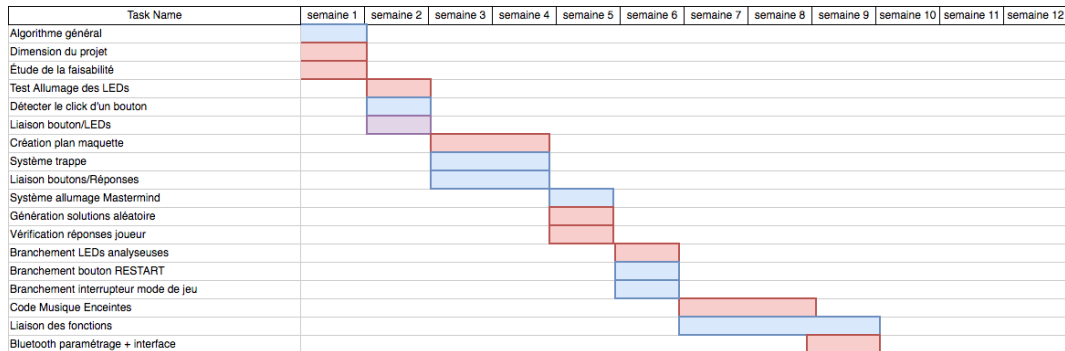 Task Name semaine 1 semaine 2 semaine 3 semaine 4 semaine 5 semaine 6 semaine 7 semaine 8 semaine 9 semaine 10 semaine 11 semaine 12
Algorithme général
Dimension du projet
Étude de la faisabilité
Test Allumage des LEDs
Détecter le click d'un bouton
Liaison bouton/LEDs
Création plan maquette
Système trappe
Liaison boutons/Réponses
Système allumage Mastermind
Génération solutions aléatoire
Vérification réponses joueur
Branchement LEDs analyseuses
Branchement bouton RESTART
Branchement interrupteur mode de jeu
Code Musique Enceintes
Liaison des fonctions
Bluetooth paramétrage + interface